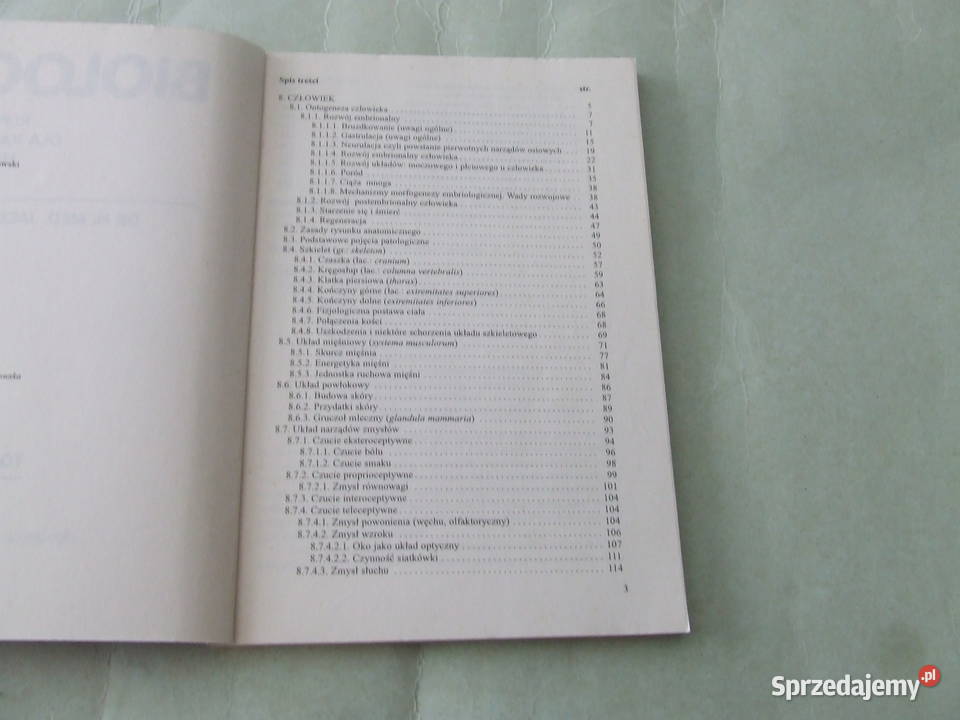 BIOLOG
wski
Spis treści
str.
8. CZŁOWIEK 5
8.1. Ontogeneza człowieka 7
8.1.1. Rozwój embrionalny 7
8.1.1.1. Bruzdkowanie (uwagi ogólne) 11
8.1.1.2. Gastrulacja (uwagi ogólne) 15
8.1.1.3. Neurulacja czyli powstanie pierwotnych narządów osiowych 19
8.1.1.4. Rozwój embrionalny człowieka 22
8.1.1.5. Rozwój układów: moczowego i płciowego u człowieka 31
8.1.1.6. Poród 35
8.1.1.7. Ciąża mnoga 38
8.1.1.8. Mechanizmy morfogenezy embriologicznej. Wady rozwojowe 38
8.1.2. Rozwój postembrionalny człowieka 43
8.1.3. Starzenie się i śmierć 44
8.1.4. Regeneracja 47
8.2. Zasady rysunku anatomicznego 49
8.3. Podstawowe pojęcia patologiczne 50
8.4. Szkielet (gr.: skeleton) 52
8.4.1. Czaszka (łac.: cranium) 57
8.4.2. Kręgosłup (łac.: columna vertebralis) 59
8.4.3. Klatka piersiowa (thorax) 63
8.4.4. Kończyny górne (łac.: extremitates superiores) 64
8.4.5. Kończyny dolne (extremitates inferiores) 66
8.4.6. Fizjologiczna postawa ciała 68
8.4.7. Połączenia kości 68
8.4.8. Uszkodzenia i niektóre schorzenia układu szkieletowego 69
8.5. Układ mięśniowy (systema musculorum) 71
8.5.1. Skurcz mięśnia 77
8.5.2. Energetyka mięśni 81
8.5.3. Jednostka ruchowa mięśni 84
8.6. Układ powłokowy 86
8.6.1. Budowa skóry 87
8.6.2. Przydatki skóry 89
8.6.3. Gruczoł mleczny (glandula mammaria) 90
8.7. Układ narządów zmysłów 93
8.7.1. Czucie eksteroceptywne 94
8.7.1.1. Czucie bólu 96
8.7.1.2. Czucie smaku 98
8.7.2. Czucie proprioceptywne 99
8.7.2.1. Zmysł równowagi 101
8.7.3. Czucie interoceptywne 104
8.7.4. Czucie teleceptywne 104
8.7.4.1. Zmysł powonienia (węchu, olfaktoryczny) 104
8.7.4.2. Zmysł wzroku 106
8.7.4.2.1. Oko jako układ optyczny 107
8.7.4.2.2. Czynność siatkówki 111
8.7.4.3. Zmysł słuchu 114
3
Sprzedajemy.pl